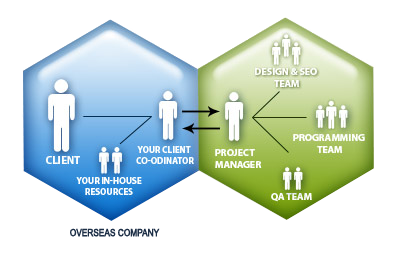 CLIENT
YOUR IN-HOUSE
RESOURCES
YOUR CLIENT
CO-ODINATOR
PROJECT
MANAGER
DESIGN & SEO
TEAM
PROGRAMMING
TEAM
QA TEAM
OVERSEAS COMPANY